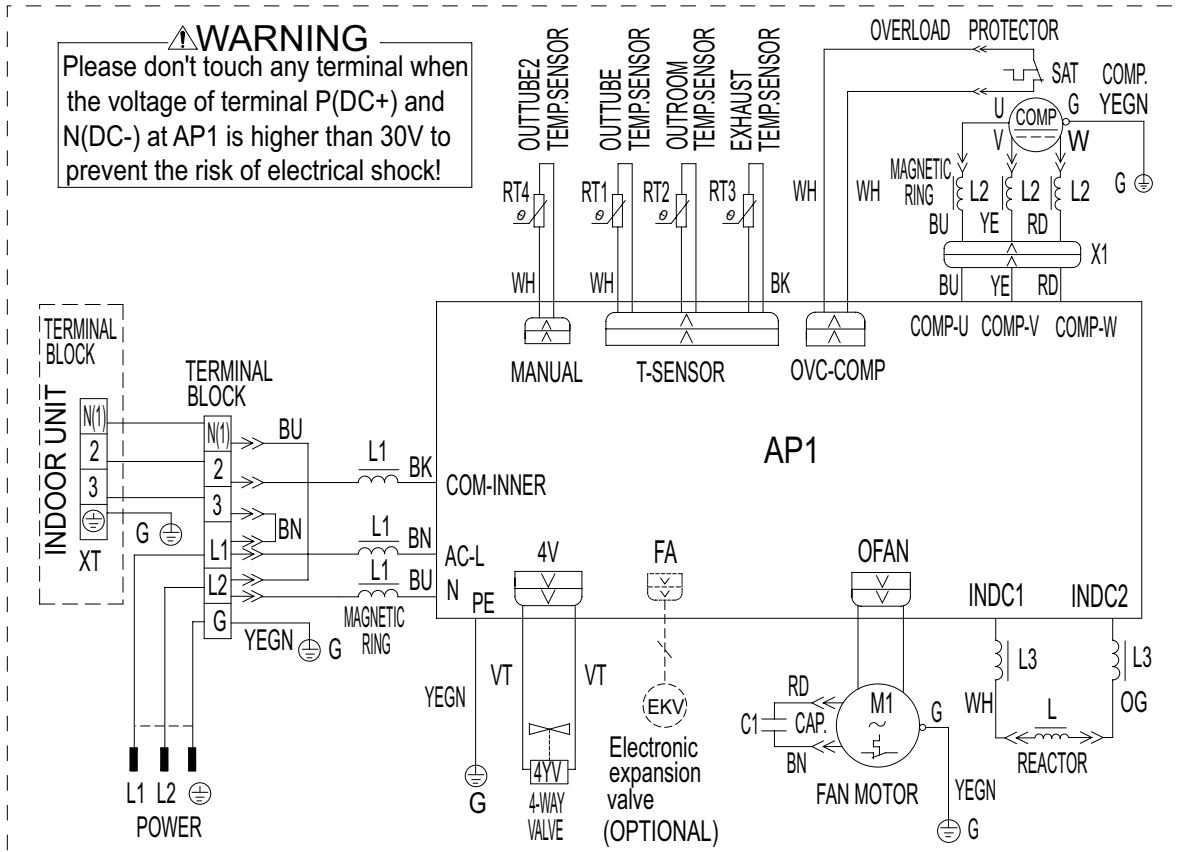 WARNING
Please don't touch any terminal when
the voltage of terminal P(DC+) and
N(DC-) at AP1 is higher than 30V to
prevent the risk of electrical shock!
OUTTUBE2
TEMP.SENSOR
OUTTUBE
TEMP.SENSOR
OUTROOM
TEMP.SENSOR
EXHAUST
TEMP.SENSOR
OVERLOAD PROTECTOR
SAT
COMP.
YEGN
U
COMP
G
V
W
MAGNETIC
RING
L2
L2
L2
G
RT4
θ
RT1
θ
RT2
θ
RT3
θ
WH
WH
BU
YE
RD
X1
WH
WH
BK
BU
YE
RD
COMP-U
COMP-V
COMP-W
MANUAL
T-SENSOR
OVC-COMP
AP1
TERMINAL
BLOCK
INDOOR UNIT
N(1)
2
3
XT
G
TERMINAL
BLOCK
N(1)
2
3
L1
L2
G
BU
BN
L1
BK
COM-INNER
L1
BN
AC-L
L1
BU
N
PE
MAGNETIC
RING
YEGN
G
L1
L2
POWER
4V
FA
OFAN
INDC1
INDC2
YEGN
G
VT
VT
4YV
4-WAY
VALVE
EKV
Electronic
expansion
valve
(OPTIONAL)
RD
C1
CAP.
BN
M1
~
G
FAN MOTOR
YEGN
G
L3
L3
WH
L
OG
REACTOR